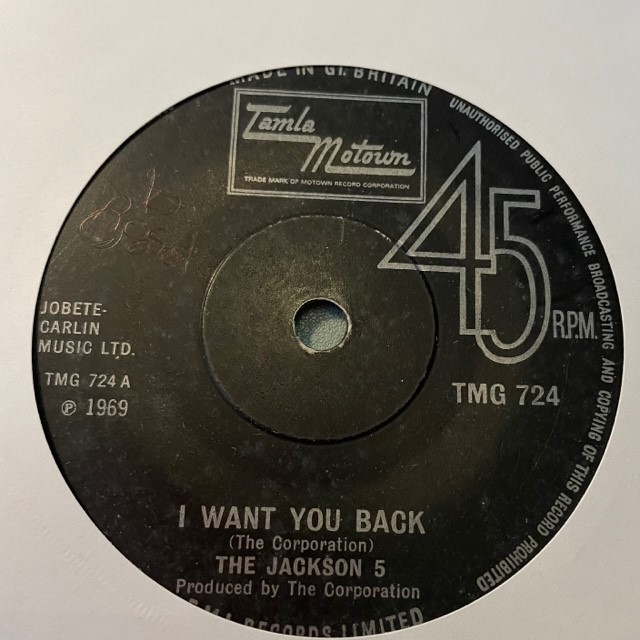 MADE IN GT. BRITAIN
UNAUTHORISED PUBLIC PERFORMANCE BROADCASTING AND COPYING OF THIS RECORD PROHIBITED
Tamla
Motown
TRADE MARK OF MOTOWN RECORD CORPORATION
45
R.P.M.
JOBETE-
CARLIN
MUSIC LTD.
TMG 724 A
℗ 1969
TMG 724
I WANT YOU BACK
(The Corporation)
THE JACKSON 5
Produced by The Corporation
RECORDS LIMITED